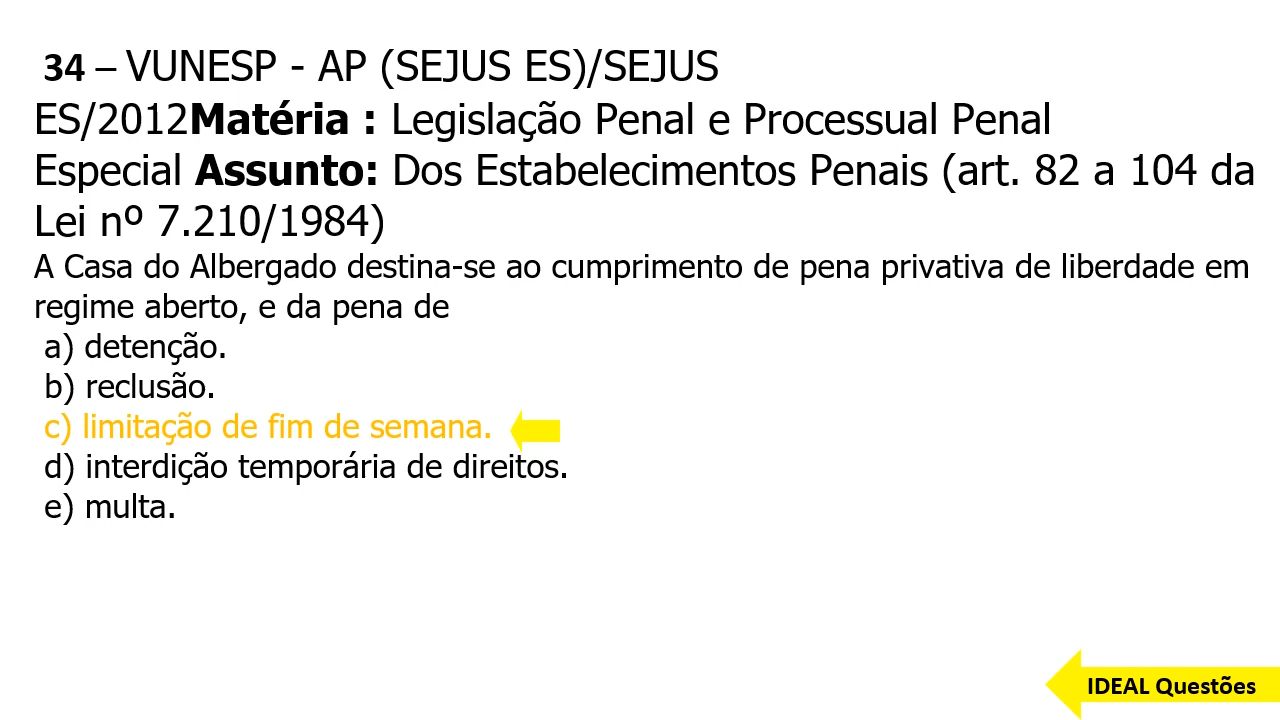 34 – VUNESP - AP (SEJUS ES)/SEJUS
ES/2012Matéria : Legislação Penal e Processual Penal
Especial Assunto: Dos Estabelecimentos Penais (art. 82 a 104 da
Lei nº 7.210/1984)
A Casa do Albergado destina-se ao cumprimento de pena privativa de liberdade em
regime aberto, e da pena de
a) detenção.
b) reclusão.
c) limitação de fim de semana.
d) interdição temporária de direitos.
e) multa.
IDEAL Questões